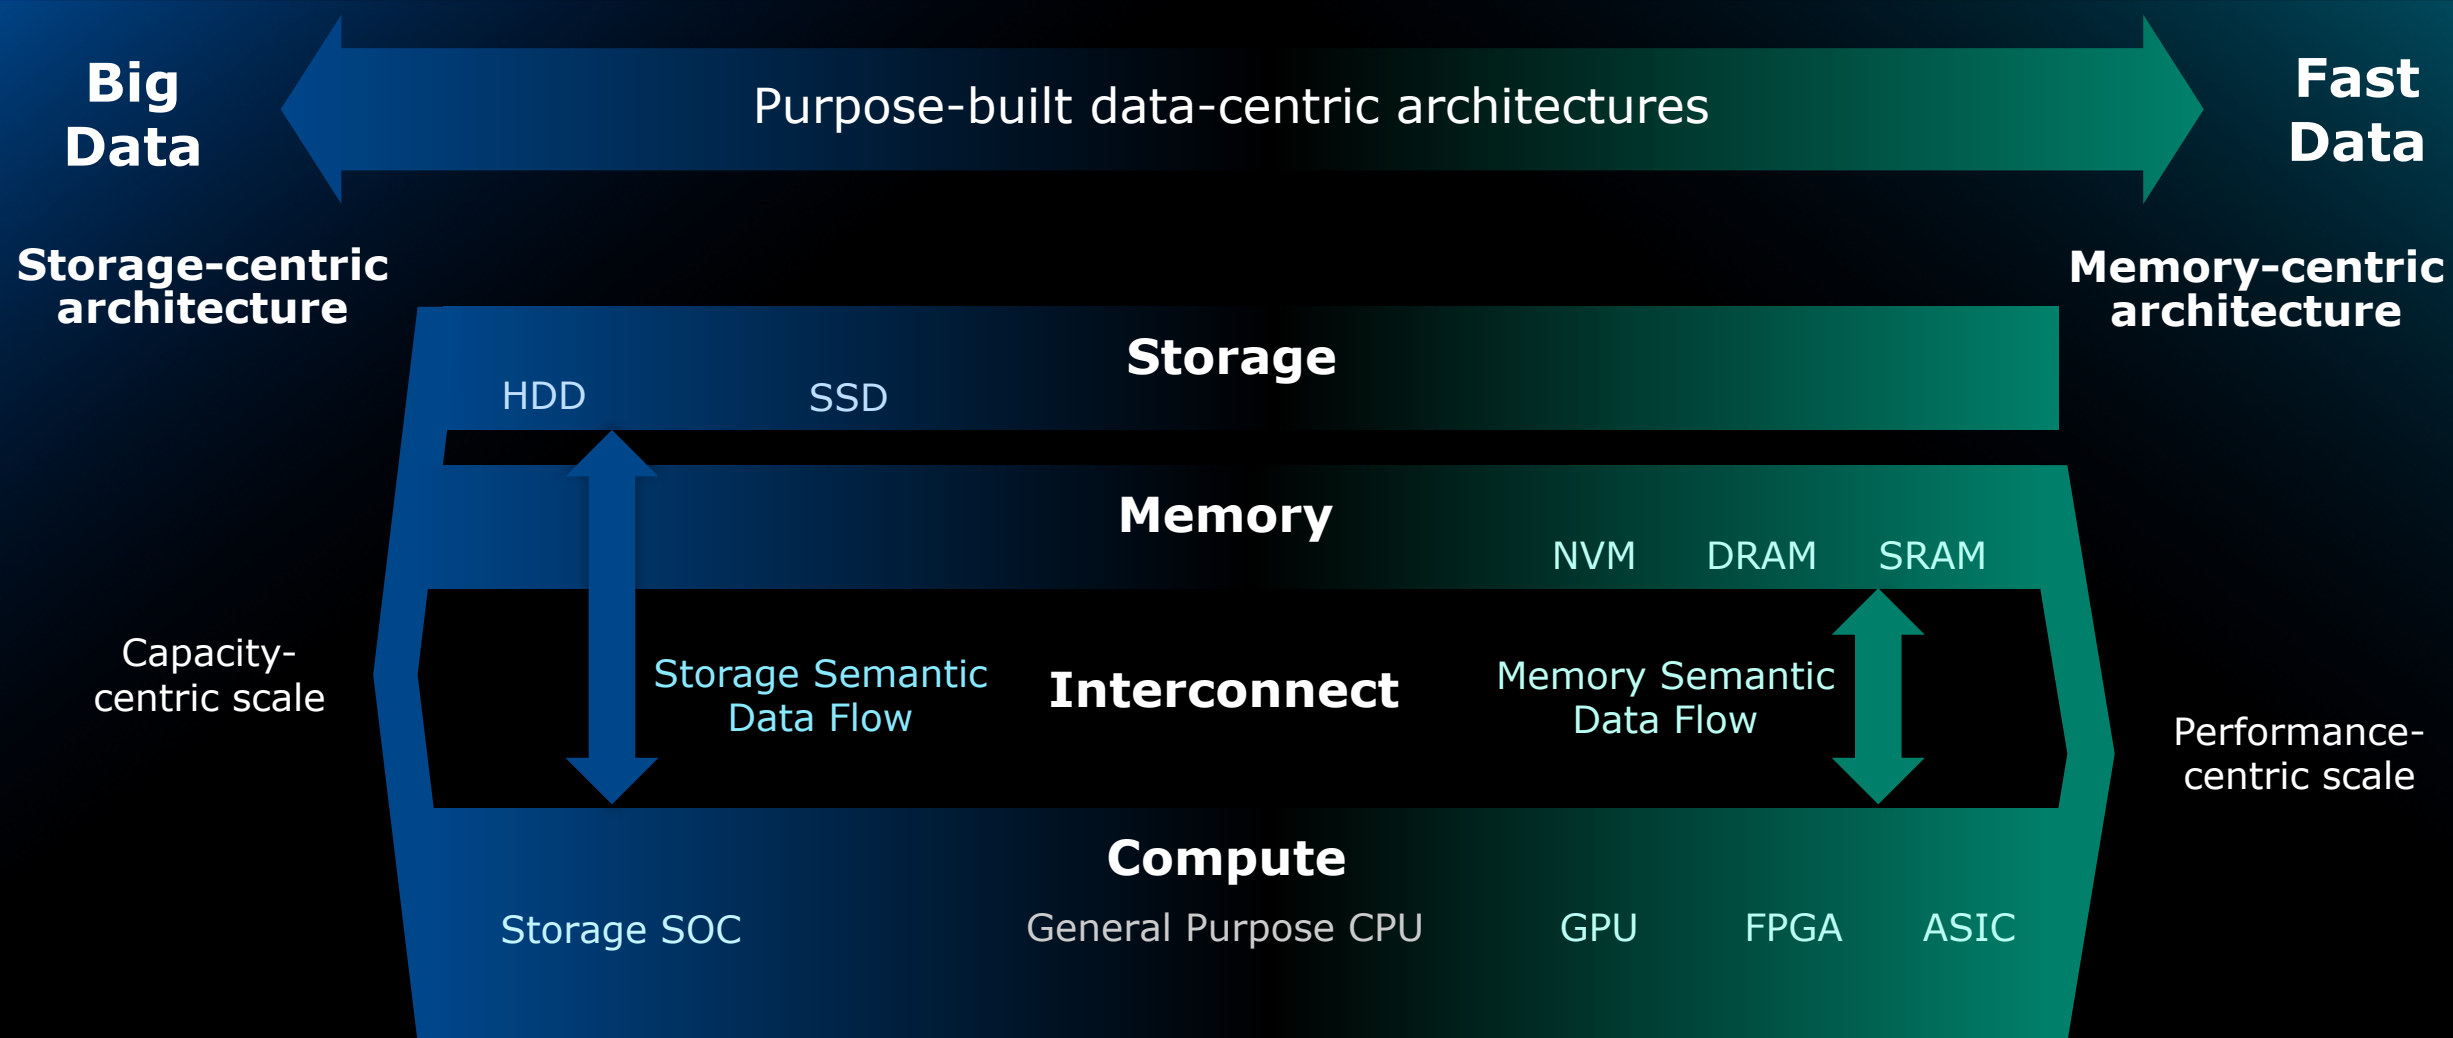 Big
Data
Purpose-built data-centric architectures
Fast
Data
Storage-centric
architecture
Memory-centric
architecture
Storage
HDD
SSD
Memory
NVM
DRAM
SRAM
Capacity-
centric scale
Storage Semantic
Data Flow
Interconnect
Memory Semantic
Data Flow
Performance-
centric scale
Compute
Storage SOC
General Purpose CPU
GPU
FPGA
ASIC